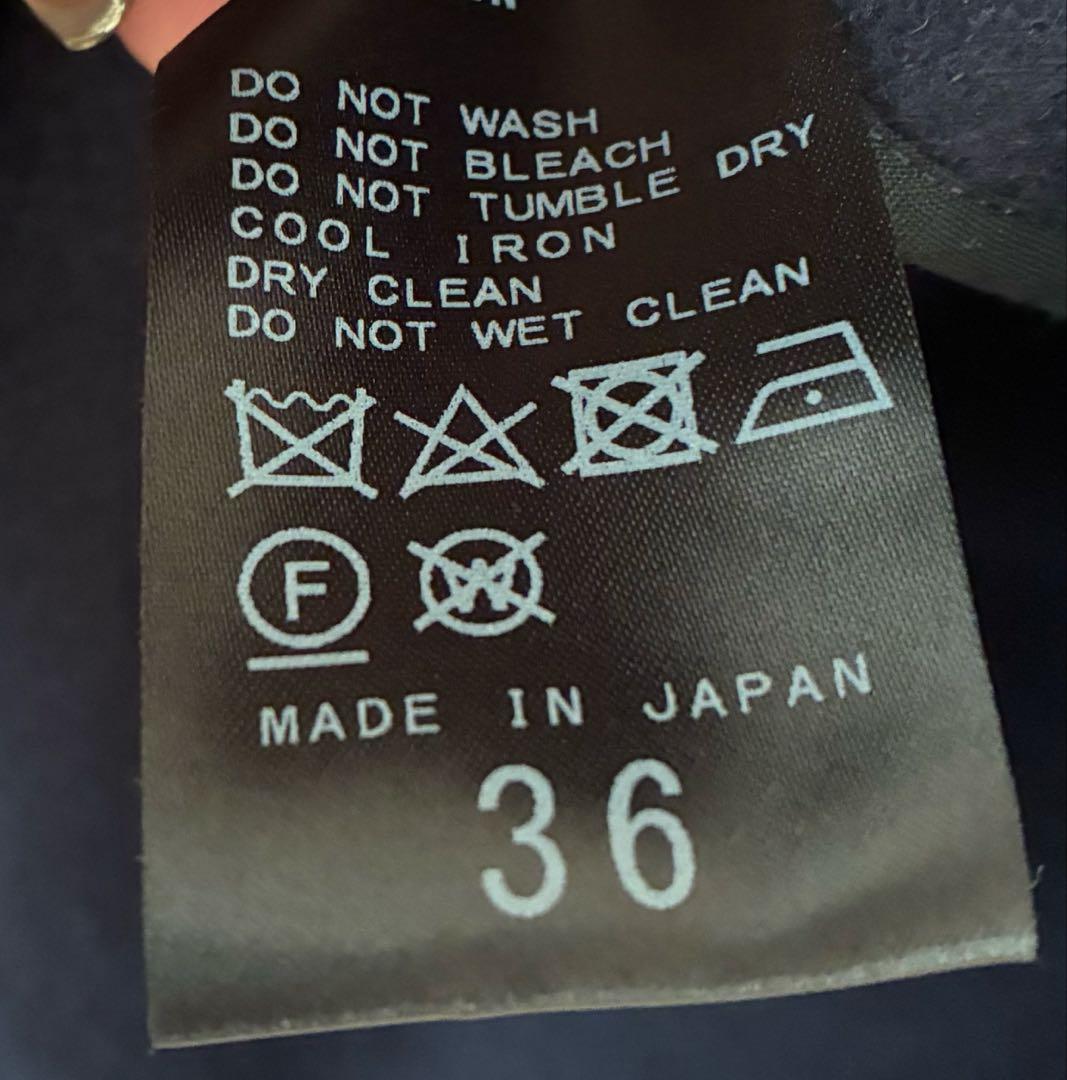 DO NOT WASH
DO NOT BLEACH
DO NOT TUMBLE DRY
COOL IRON
DRY CLEAN
DO NOT WET CLEAN
F W
MADE IN JAPAN
36